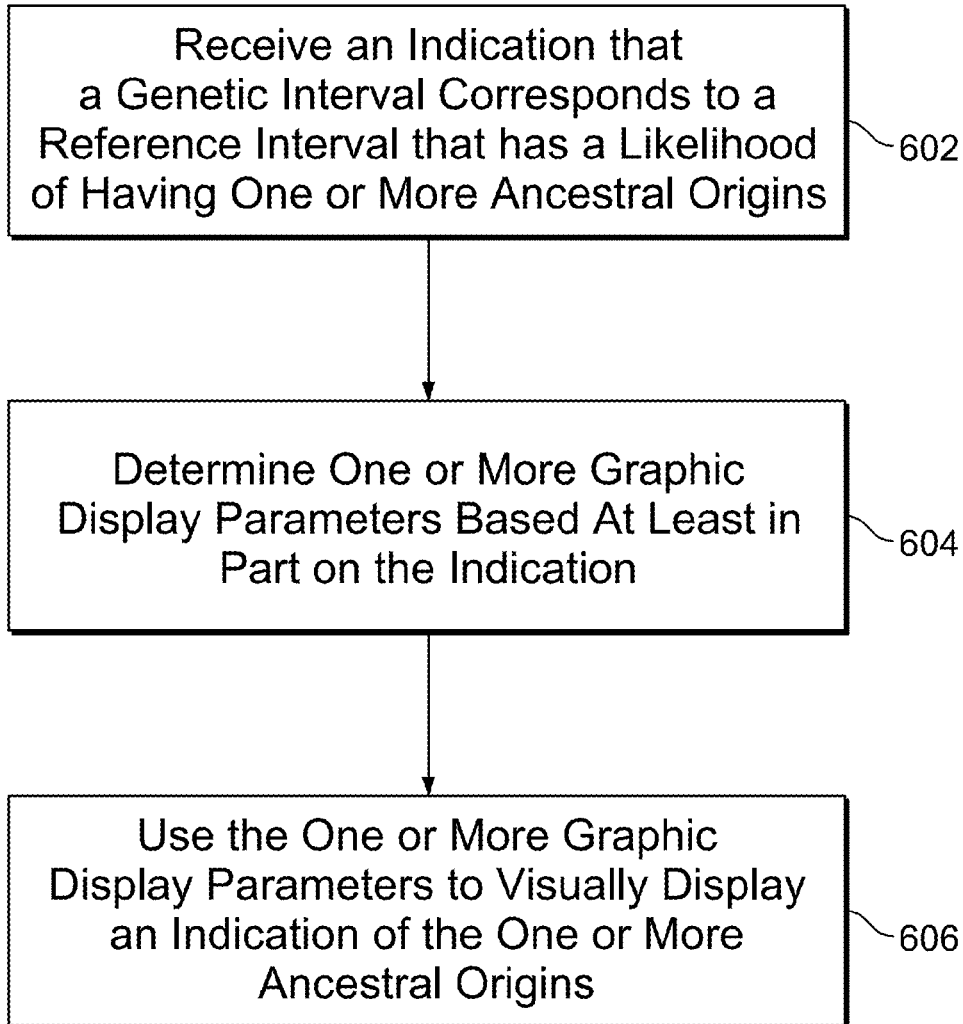 Receive an Indication that
a Genetic Interval Corresponds to a
Reference Interval that has a Likelihood
of Having One or More Ancestral Origins
602
Determine One or More Graphic
Display Parameters Based At Least in
Part on the Indication
604
Use the One or More Graphic
Display Parameters to Visually Display
an Indication of the One or More
Ancestral Origins
606